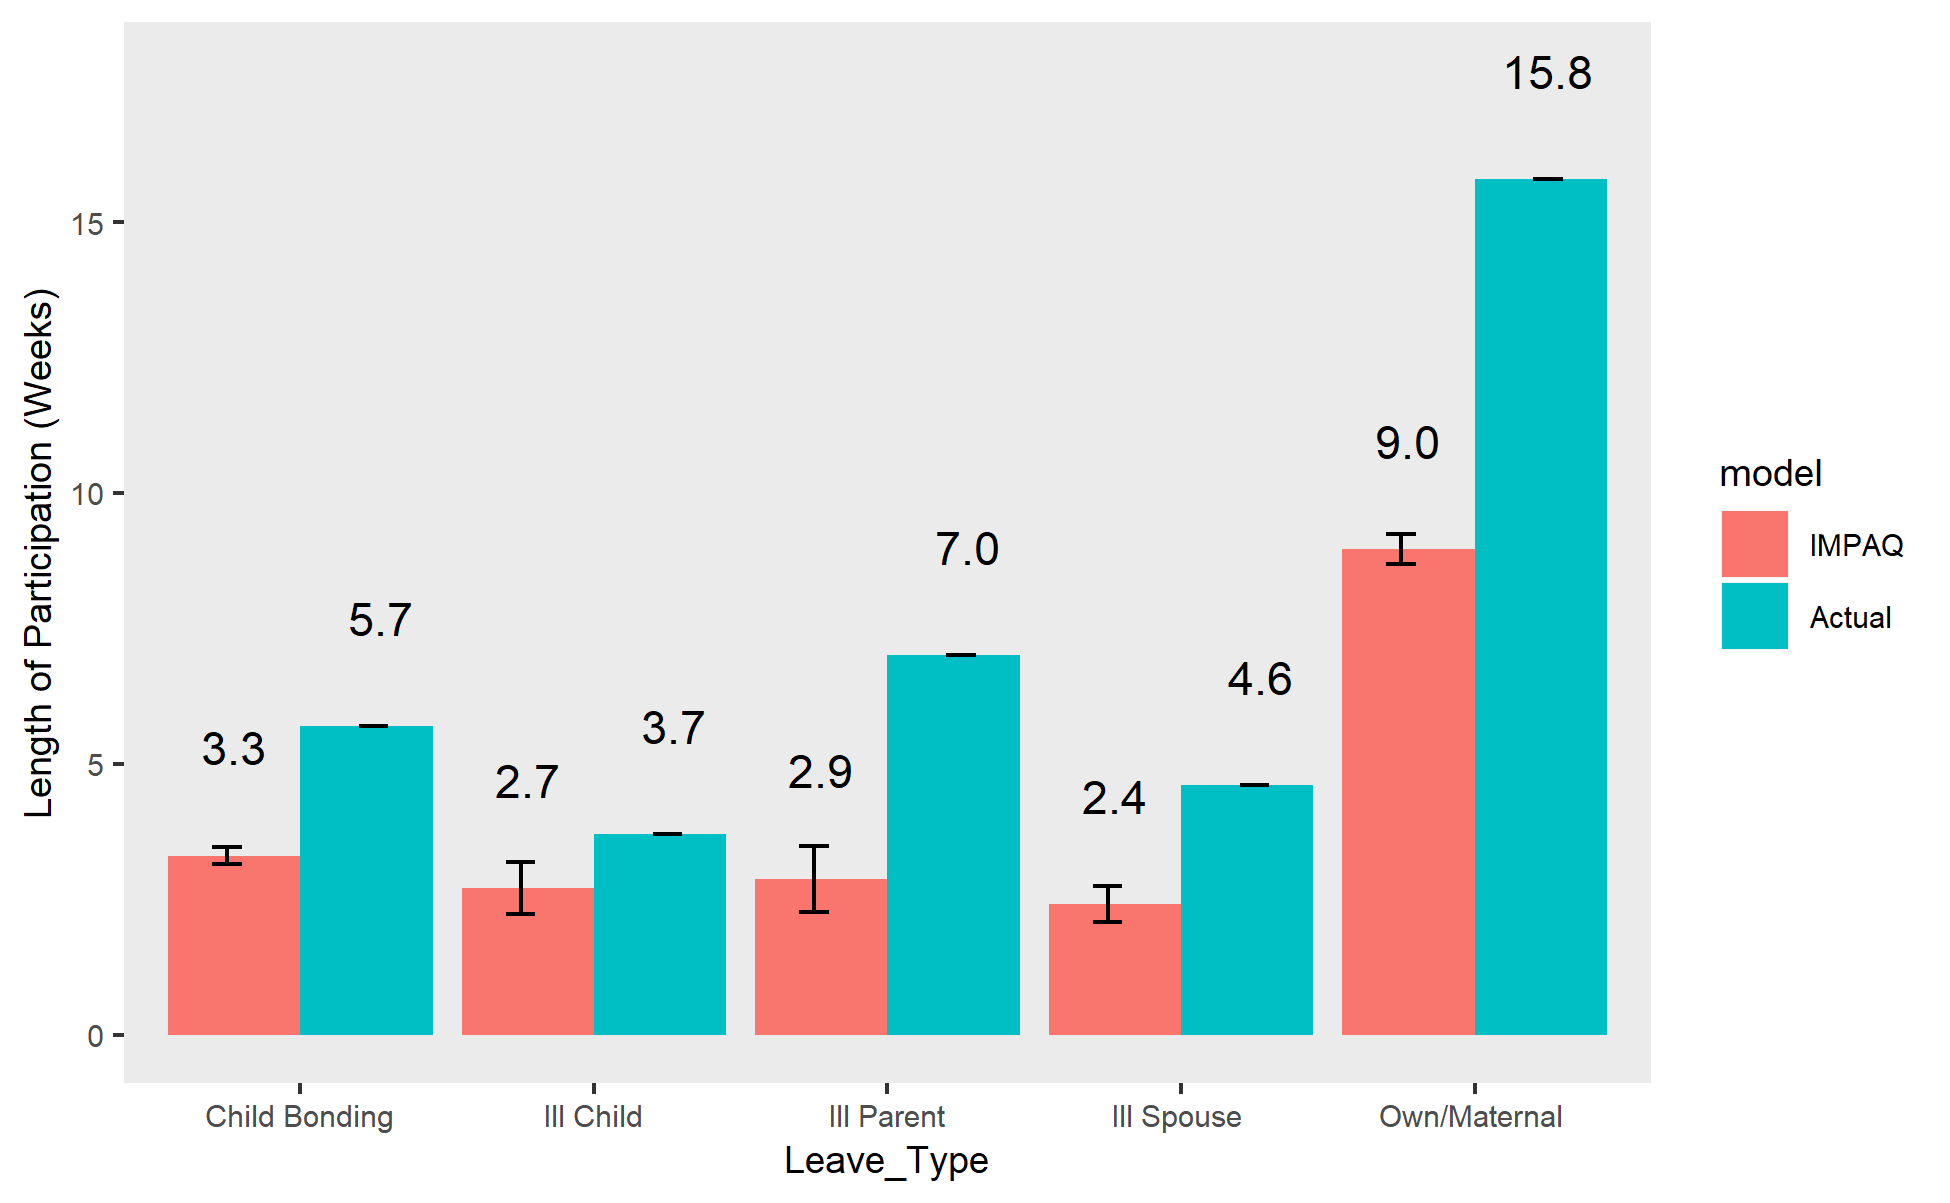 15.8
15
Length of Participation (Weeks)
9.0
model
10
7.0
IMPAQ
5.7
Actual
4.6
3.7
3.3
5
2.7
2.9
2.4
0
Child Bonding
Ill Child
Ill Parent
Ill Spouse
Own/Maternal
Leave_Type